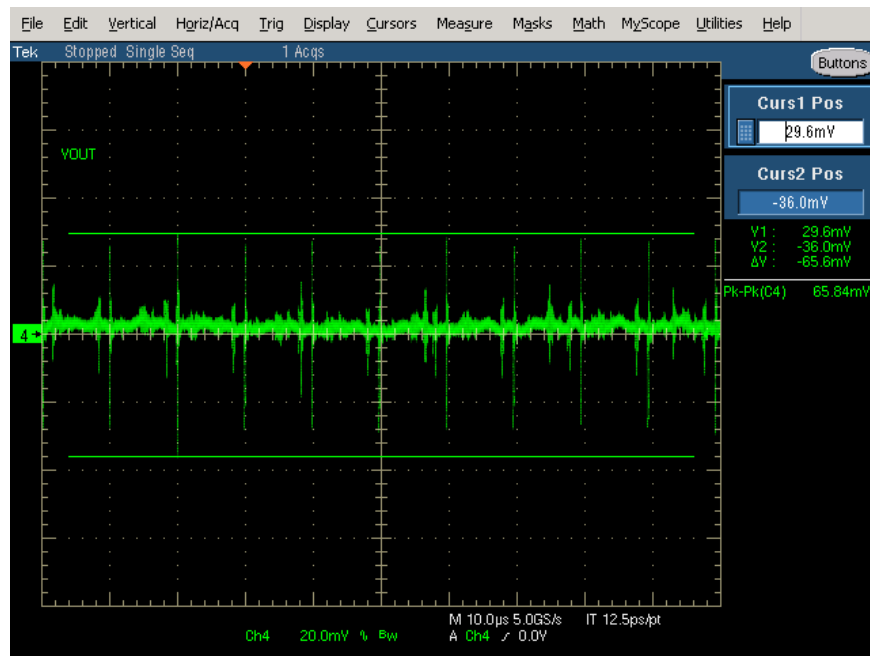 File Edit Vertical Horiz/Acq Trig Display Cursors Measure Masks Math MyScope Utilities Help
Tek Stopped Single Seq 1 Acqs
Buttons
Curs1 Pos
29.6mV
VOUT
Curs2 Pos
-36.0mV
V1 : 29.6mV
V2 : -36.0mV
ΔV : -65.6mV
Pk-Pk(C4) 65.84mV
4
M 10.0µs 5.0GS/s IT 12.5ps/pt
Ch4 20.0mV ∿ Bw A Ch4 ∕ 0.0V